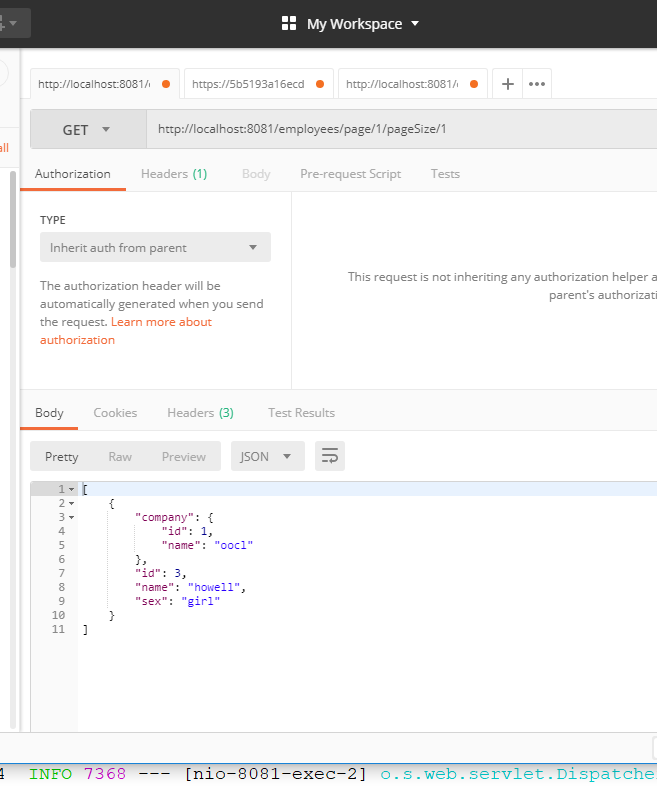 My Workspace
http://localhost:8081/ https://5b5193a16ecd http://localhost:8081/ + •••
GET http://localhost:8081/employees/page/1/pageSize/1
all
Authorization Headers (1) Body Pre-request Script Tests
TYPE
Inherit auth from parent
The authorization header will be
automatically generated when you send
the request. Learn more about
authorization
This request is not inheriting any authorization helper a
parent's authorizati
Body Cookies Headers (3) Test Results
Pretty Raw Preview JSON
1 [
2 {
3 "company": {
4 "id": 1,
5 "name": "oocl"
6 },
7 "id": 3,
8 "name": "howell",
9 "sex": "girl"
10 }
11 ]
4 INFO 7368 --- [nio-8081-exec-2] o.s.web.servlet.Dispatche